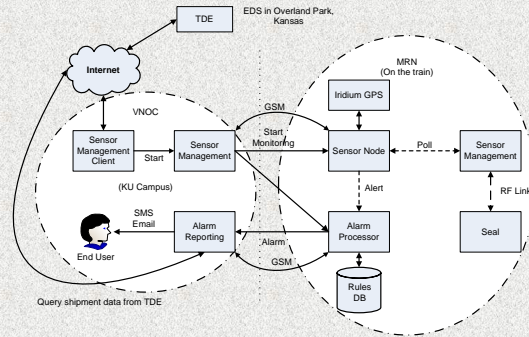 TDE
EDS in Overland Park,
Kansas
Internet
MRN
(On the train)
VNOC
GSM
Iridium GPS
Sensor
Management
Client
Start
Sensor
Management
Start
Monitoring
Sensor Node
Poll
Sensor
Management
(KU Campus)
Alert
RF Link
SMS
Email
End User
Alarm
Reporting
Alarm
GSM
Alarm
Processor
Seal
Rules
DB
Query shipment data from TDE